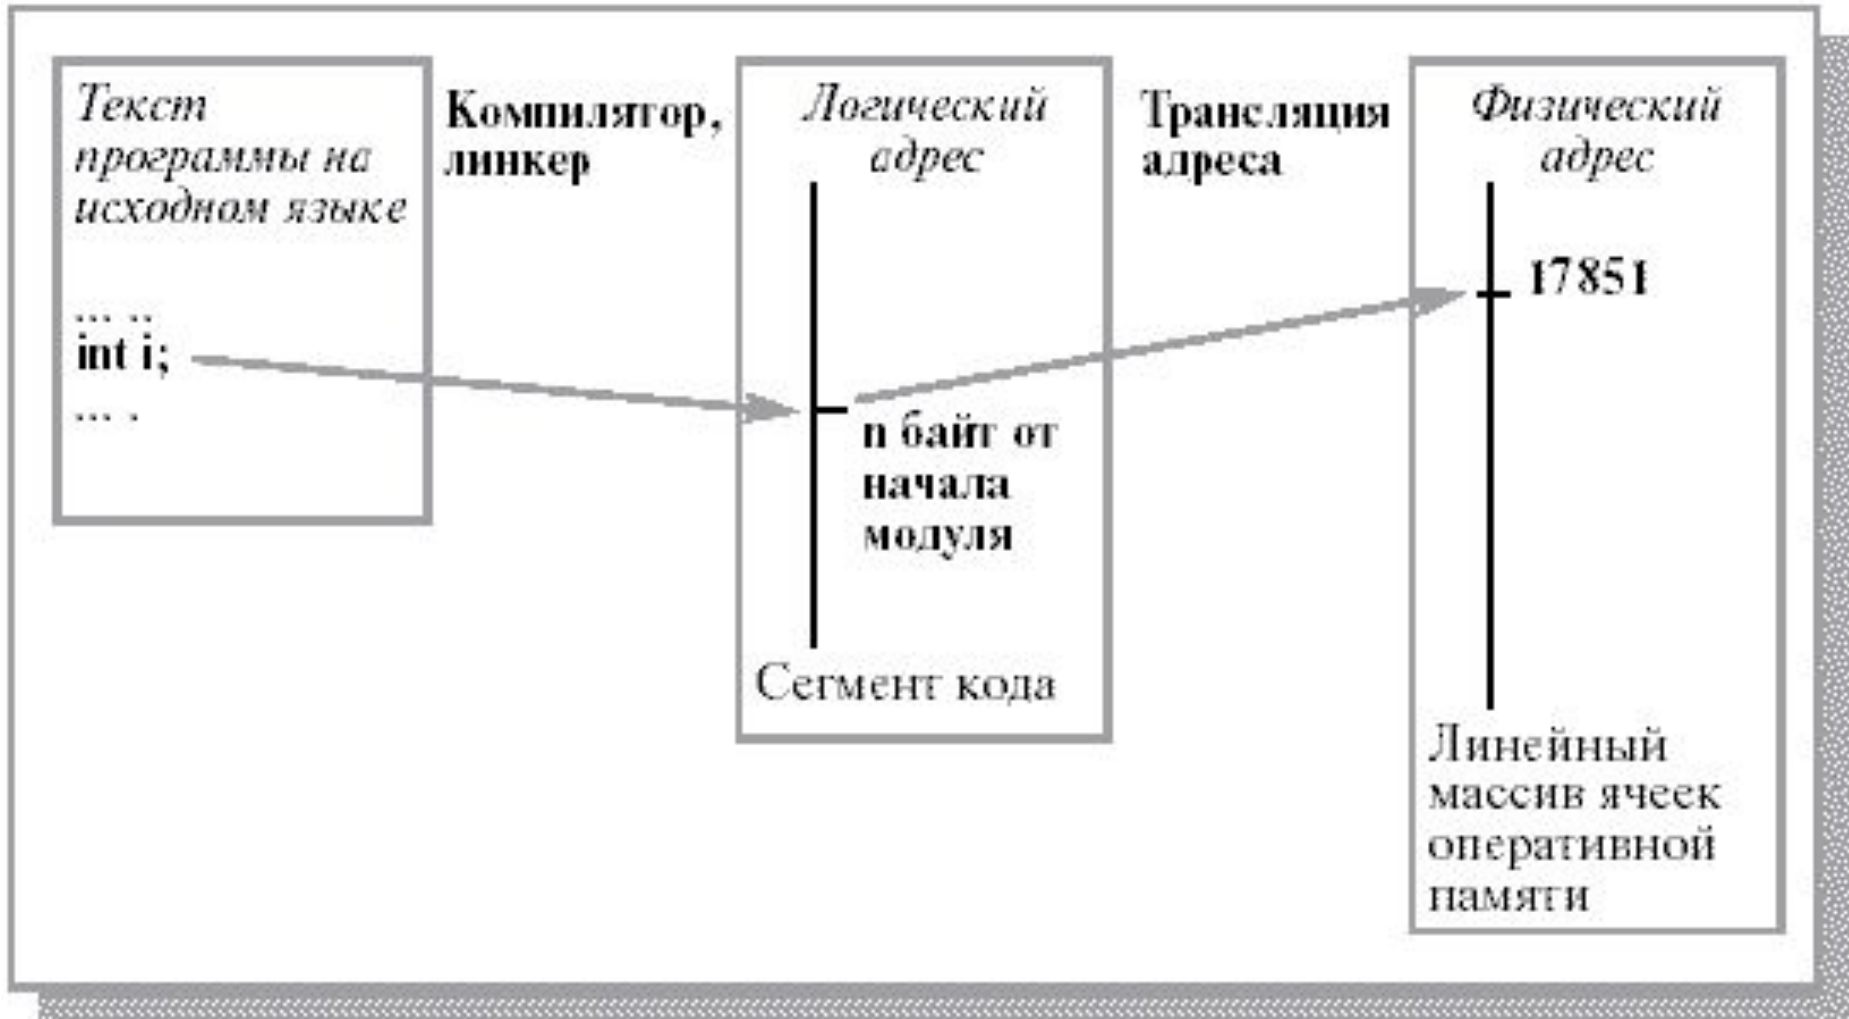 Текст
программы на
исходном языке
... ..
int i;
... .
Компилятор,
линкер
Логический
адрес
n байт от
начала
модуля
Сегмент кода
Трансляция
адреса
Физический
адрес
17851
Линейный
массив ячеек
оперативной
памяти